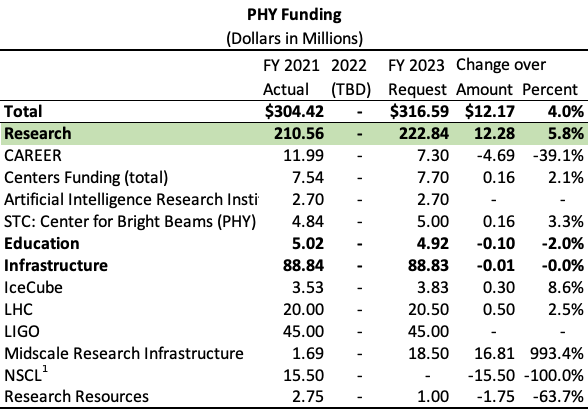 PHY Funding
(Dollars in Millions)
FY 2021 2022 FY 2023 Change over
Actual (TBD) Request Amount Percent
Total $304.42 - $316.59 $12.17 4.0%
Research 210.56 - 222.84 12.28 5.8%
CAREER 11.99 - 7.30 -4.69 -39.1%
Centers Funding (total) 7.54 - 7.70 0.16 2.1%
Artificial Intelligence Research Insti 2.70 - 2.70 - -
STC: Center for Bright Beams (PHY) 4.84 - 5.00 0.16 3.3%
Education 5.02 - 4.92 -0.10 -2.0%
Infrastructure 88.84 - 88.83 -0.01 -0.0%
IceCube 3.53 - 3.83 0.30 8.6%
LHC 20.00 - 20.50 0.50 2.5%
LIGO 45.00 - 45.00 - -
Midscale Research Infrastructure 1.69 - 18.50 16.81 993.4%
NSCL¹ 15.50 - - -15.50 -100.0%
Research Resources 2.75 - 1.00 -1.75 -63.7%